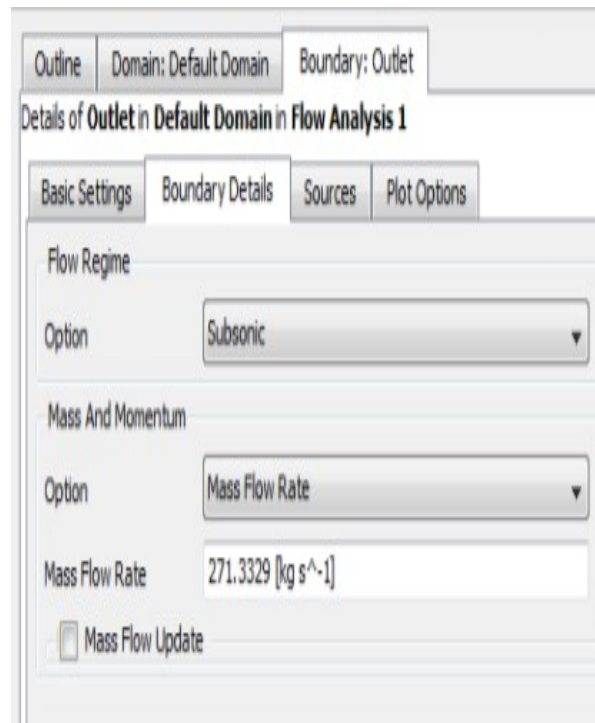 Outline Domain: Default Domain Boundary: Outlet
Details of Outlet in Default Domain in Flow Analysis 1
Basic Settings Boundary Details Sources Plot Options
Flow Regime
Option Subsonic
Mass And Momentum
Option Mass Flow Rate
Mass Flow Rate 271.3329 [kg s^-1]
Mass Flow Update